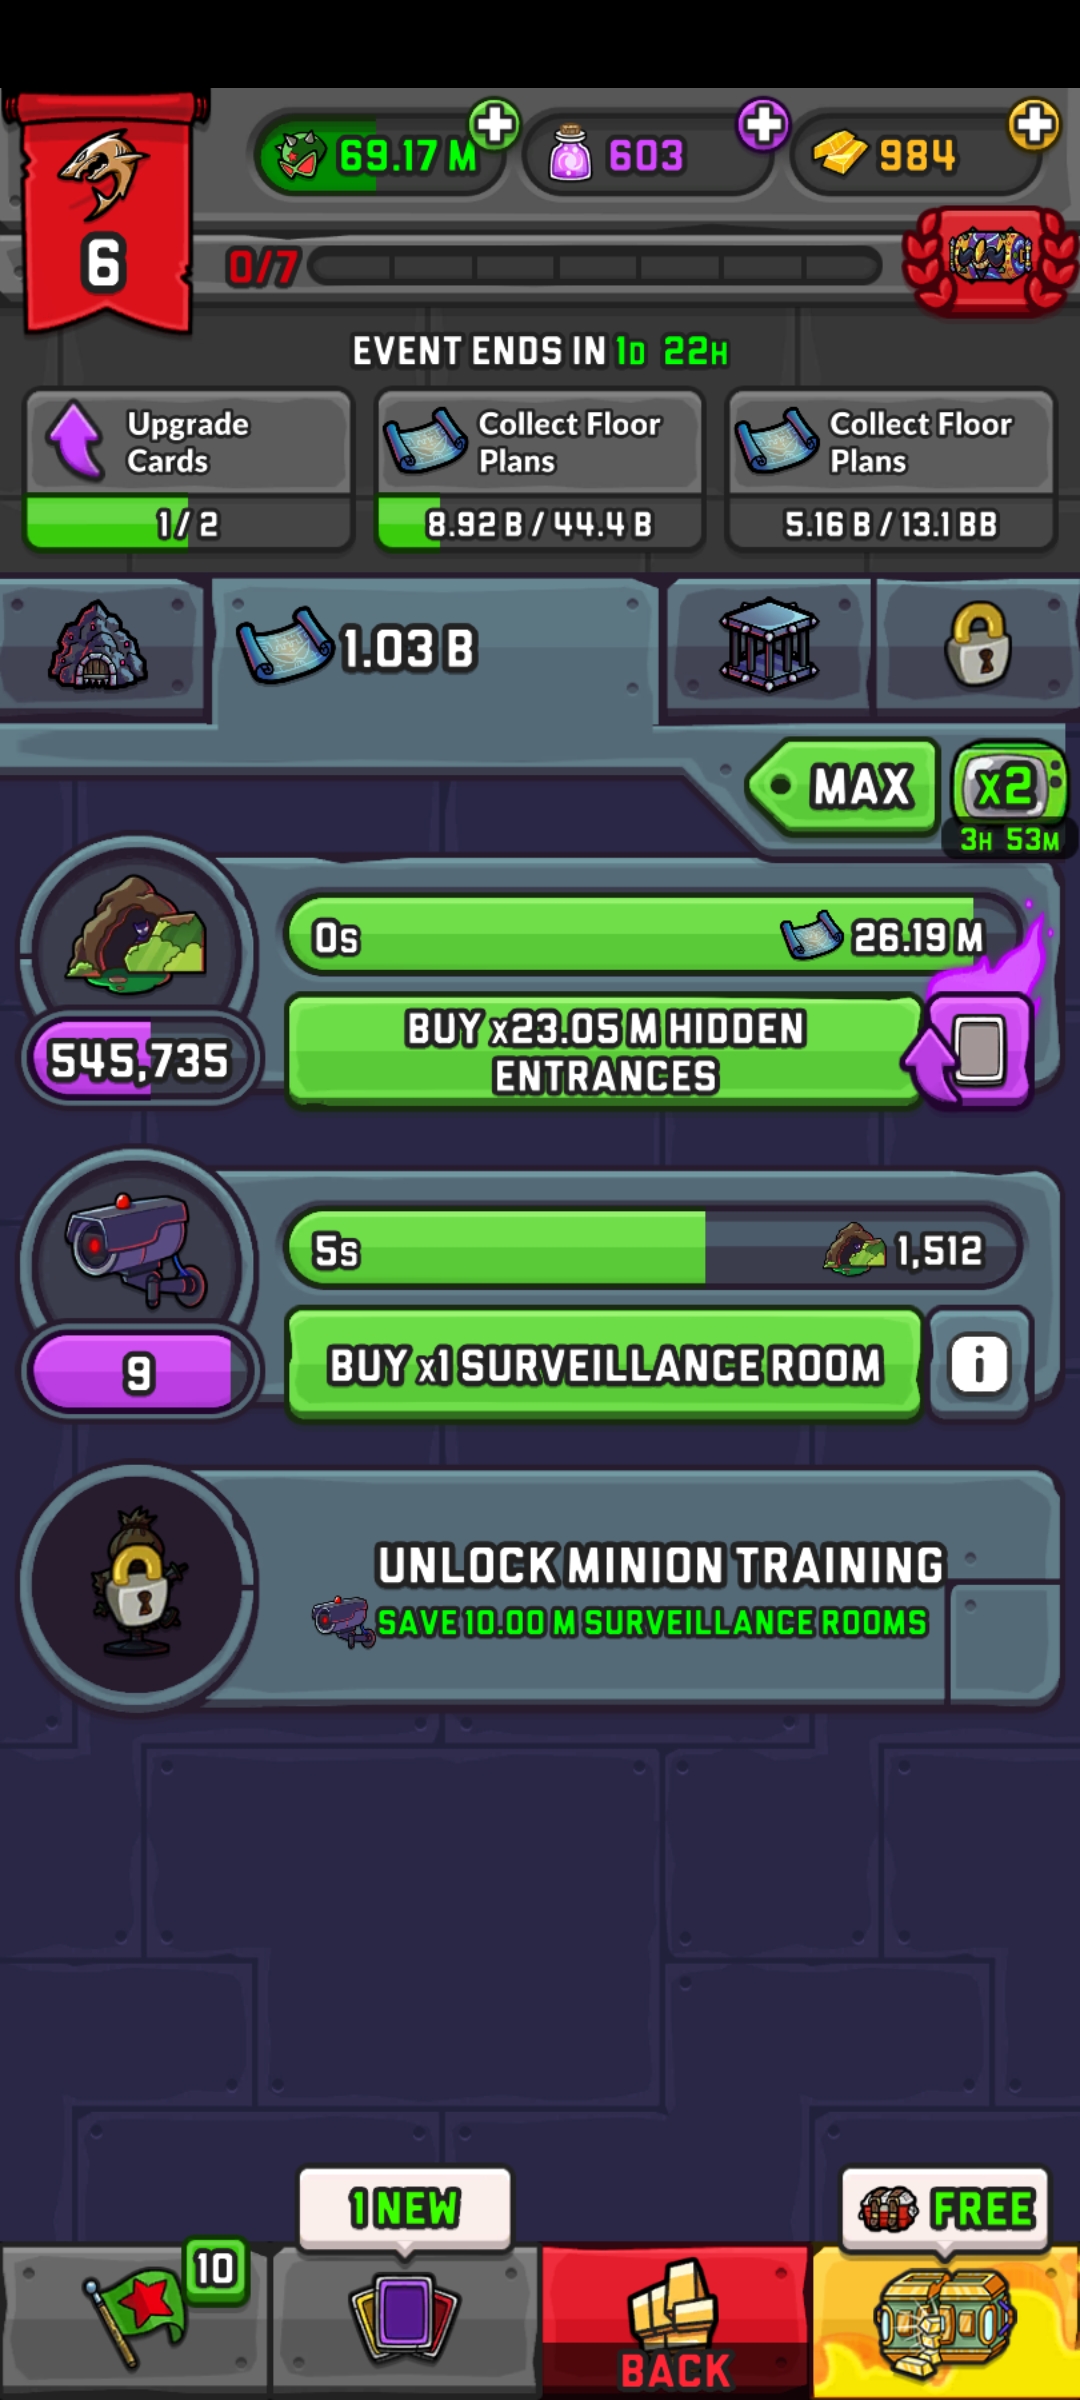 69.17 M
603
984
6
0/7
EVENT ENDS IN 1D 22H
Upgrade
Cards
1 / 2
Collect Floor
Plans
8.92 B / 44.4 B
Collect Floor
Plans
5.16 B / 13.1 BB
1.03 B
MAX
x2
3H 53M
0s
26.19 M
545,735
BUY x23.05 M HIDDEN
ENTRANCES
5s
1,512
9
BUY x1 SURVEILLANCE ROOM
i
UNLOCK MINION TRAINING
SAVE 10.00 M SURVEILLANCE ROOMS
1 NEW
FREE
10
BACK